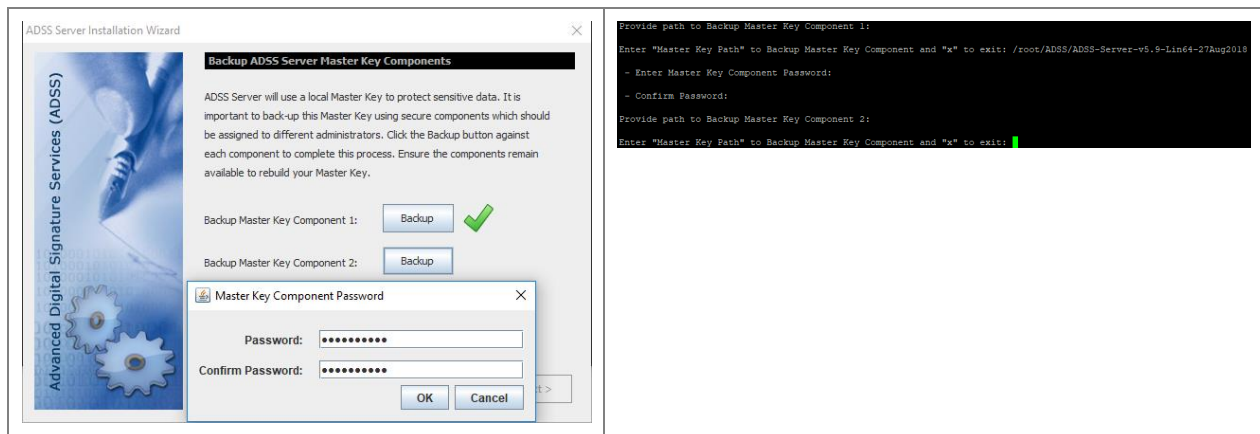 ADSS Server Installation Wizard
Advanced Digital Signature Services (ADSS)
Backup ADSS Server Master Key Components
ADSS Server will use a local Master Key to protect sensitive data. It is
important to back-up this Master Key using secure components which should
be assigned to different administrators. Click the Backup button against
each component to complete this process. Ensure the components remain
available to rebuild your Master Key.
Backup Master Key Component 1: Backup
Backup Master Key Component 2: Backup
Master Key Component Password
Password: ••••••••••
Confirm Password: ••••••••••
OK Cancel
Provide path to Backup Master Key Component 1:
Enter "Master Key Path" to Backup Master Key Component and "x" to exit: /root/ADSS/ADSS-Server-v5.9-Lin64-27Aug2018
- Enter Master Key Component Password:
- Confirm Password:
Provide path to Backup Master Key Component 2:
Enter "Master Key Path" to Backup Master Key Component and "x" to exit: